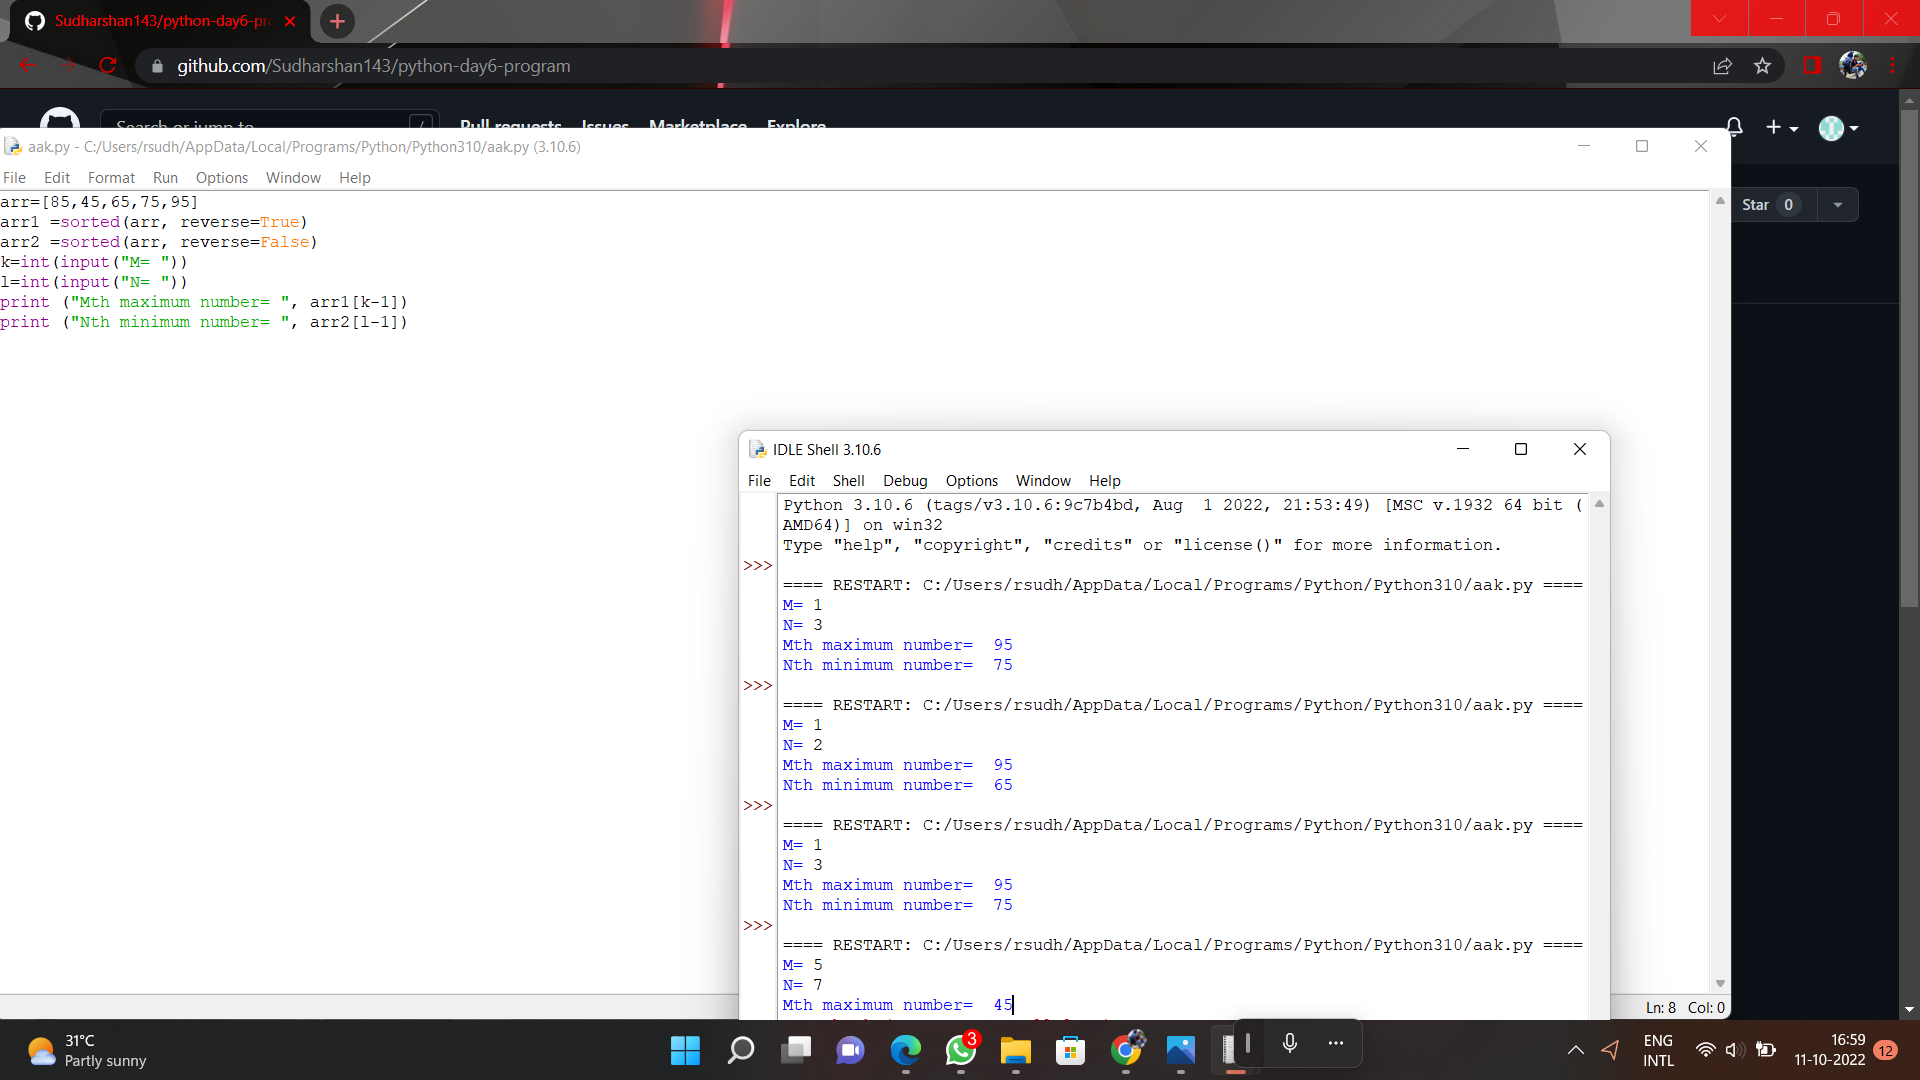 Sudharshan143/python-day6-pr
github.com/Sudharshan143/python-day6-program
Search or jump to
/
Pull requests Issues Marketplace Explore
aak.py - C:/Users/rsudh/AppData/Local/Programs/Python/Python310/aak.py (3.10.6)
File Edit Format Run Options Window Help
Star 0
arr=[85,45,65,75,95]
arr1 =sorted(arr, reverse=True)
arr2 =sorted(arr, reverse=False)
k=int(input("M= "))
l=int(input("N= "))
print ("Mth maximum number= ", arr1[k-1])
print ("Nth minimum number= ", arr2[l-1])
IDLE Shell 3.10.6
File Edit Shell Debug Options Window Help
Python 3.10.6 (tags/v3.10.6:9c7b4bd, Aug  1 2022, 21:53:49) [MSC v.1932 64 bit (
AMD64)] on win32
Type "help", "copyright", "credits" or "license()" for more information.
>>>
==== RESTART: C:/Users/rsudh/AppData/Local/Programs/Python/Python310/aak.py ====
M= 1
N= 3
Mth maximum number=  95
Nth minimum number=  75
>>>
==== RESTART: C:/Users/rsudh/AppData/Local/Programs/Python/Python310/aak.py ====
M= 1
N= 2
Mth maximum number=  95
Nth minimum number=  65
>>>
==== RESTART: C:/Users/rsudh/AppData/Local/Programs/Python/Python310/aak.py ====
M= 1
N= 3
Mth maximum number=  95
Nth minimum number=  75
>>>
==== RESTART: C:/Users/rsudh/AppData/Local/Programs/Python/Python310/aak.py ====
M= 5
N= 7
Mth maximum number=  45
Ln: 8 Col: 0
31°C
Partly sunny
3
ENG
INTL
16:59
11-10-2022
12